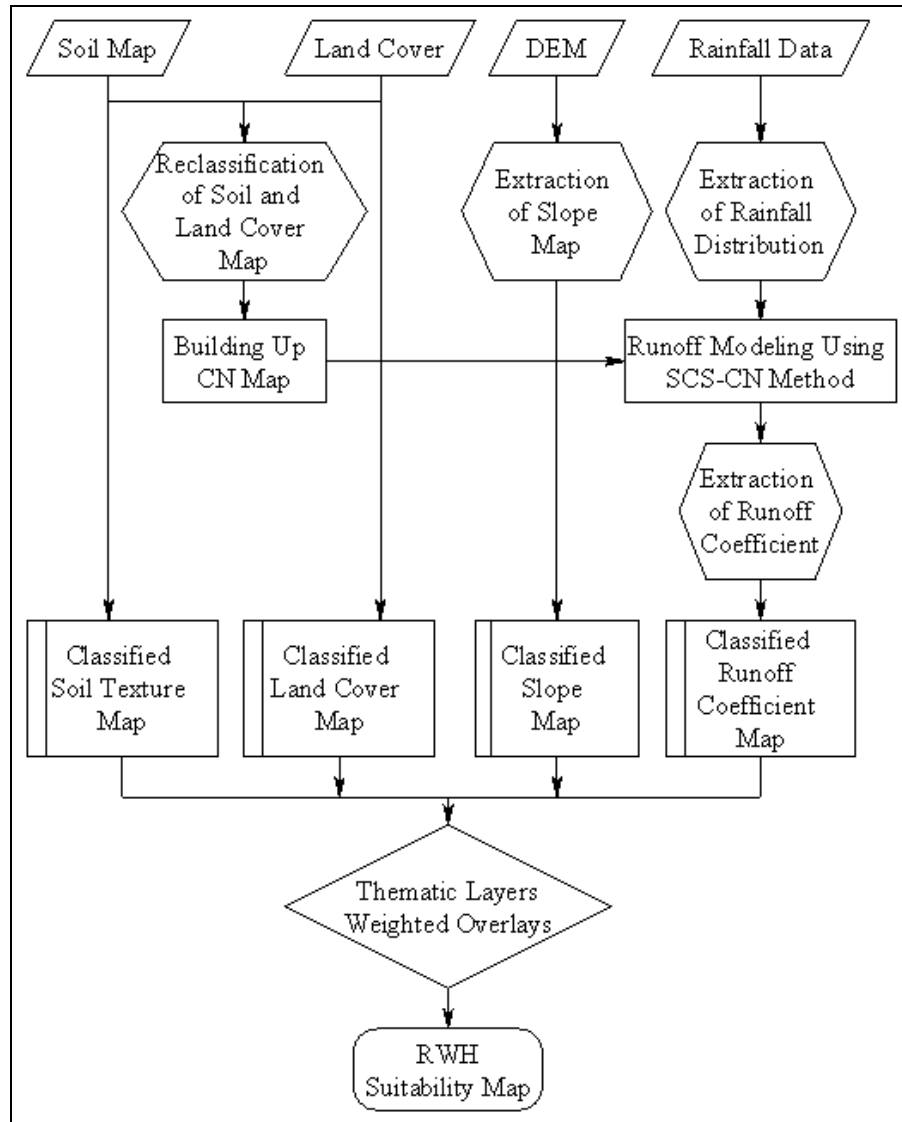 Soil Map
Land Cover
DEM
Rainfall Data
Reclassification
of Soil and
Land Cover
Map
Extraction
of Slope
Map
Extraction
of Rainfall
Distribution
Building Up
CN Map
Runoff Modeling Using
SCS-CN Method
Extraction
of Runoff
Coefficient
Classified
Soil Texture
Map
Classified
Land Cover
Map
Classified
Slope
Map
Classified
Runoff
Coefficient
Map
Thematic Layers
Weighted Overlays
RWH
Suitability Map